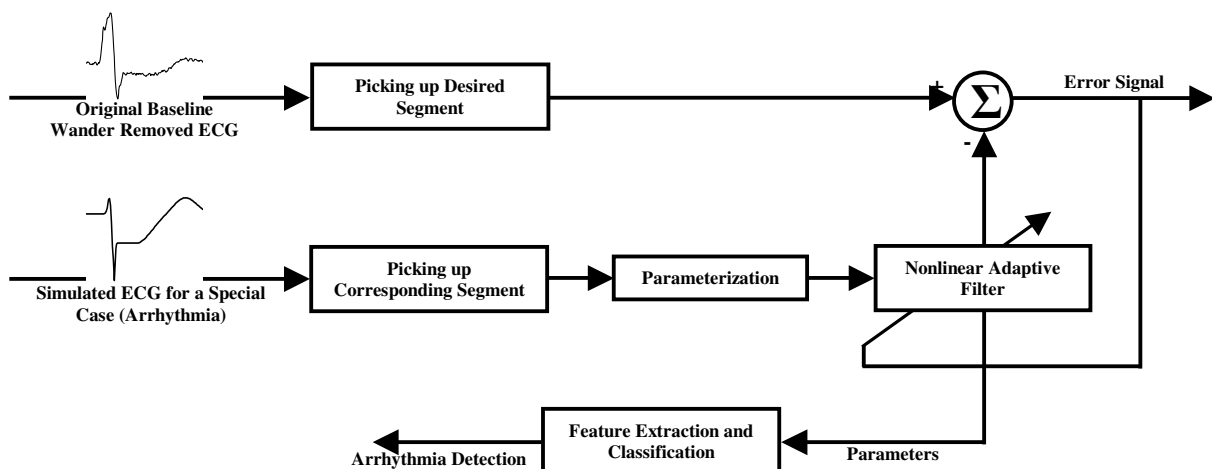 Original Baseline
Wander Removed ECG
Picking up Desired
Segment
+
Σ
Error Signal
-
Simulated ECG for a Special
Case (Arrhythmia)
Picking up
Corresponding Segment
Parameterization
Nonlinear Adaptive
Filter
Feature Extraction and
Classification
Arrhythmia Detection
Parameters